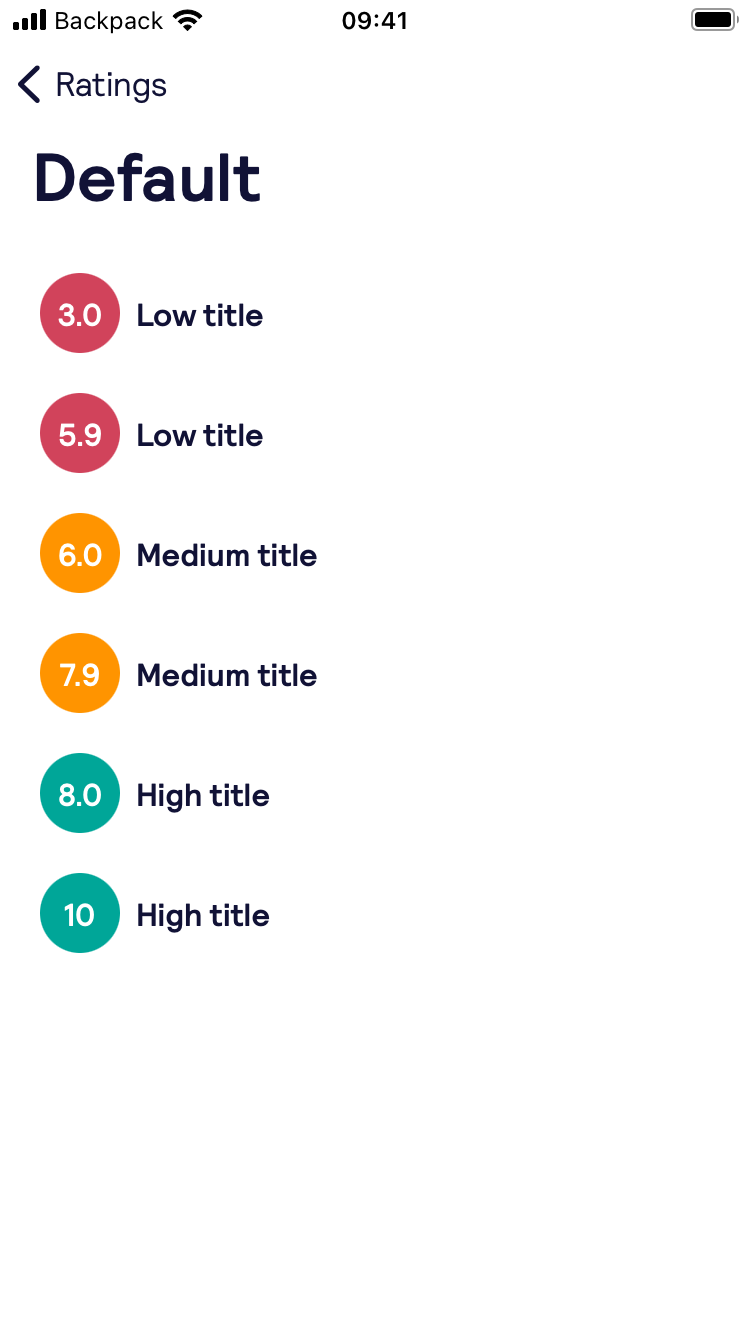 Backpack 09:41
Ratings
Default
3.0 Low title
5.9 Low title
6.0 Medium title
7.9 Medium title
8.0 High title
10 High title